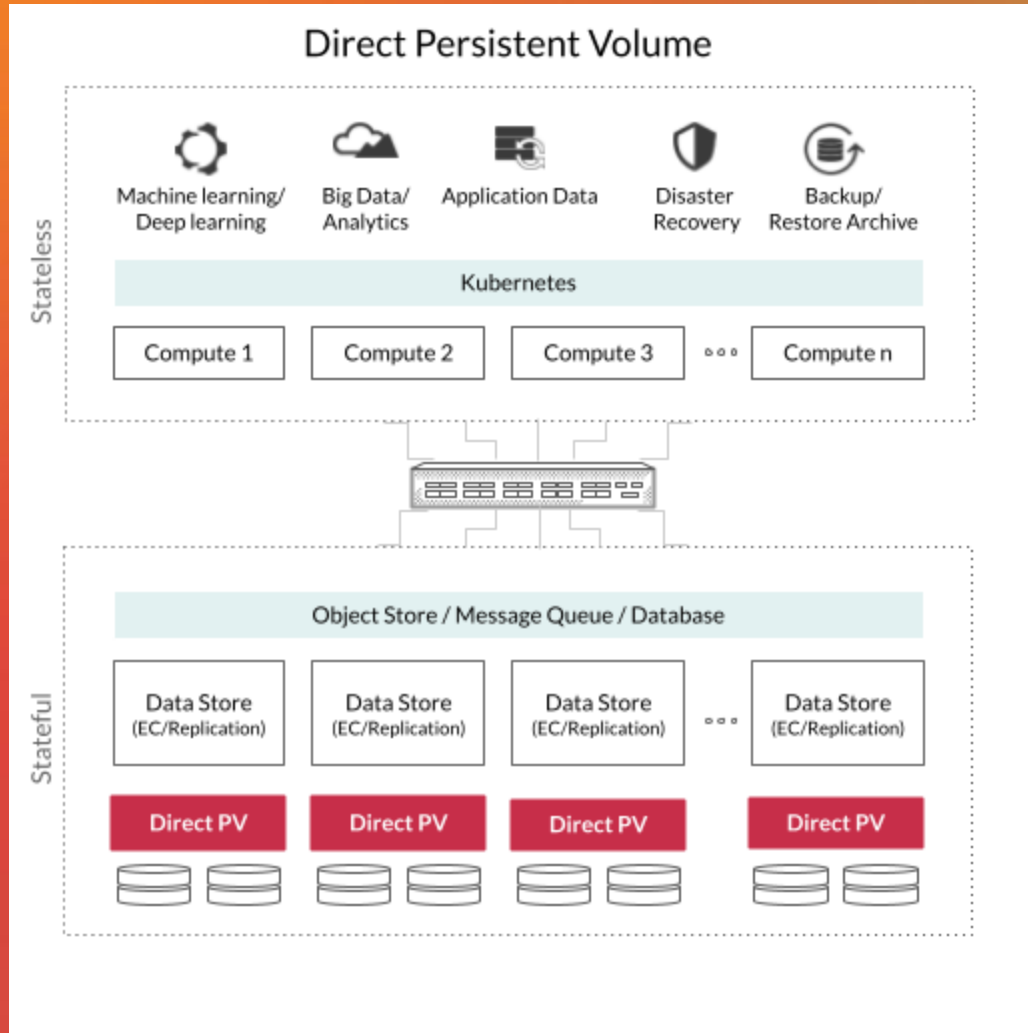 Direct Persistent Volume
Stateless
Machine learning/
Deep learning
Big Data/
Analytics
Application Data
Disaster
Recovery
Backup/
Restore Archive
Kubernetes
Compute 1
Compute 2
Compute 3
Compute n
Stateful
Object Store / Message Queue / Database
Data Store
(EC/Replication)
Data Store
(EC/Replication)
Data Store
(EC/Replication)
Data Store
(EC/Replication)
Direct PV
Direct PV
Direct PV
Direct PV